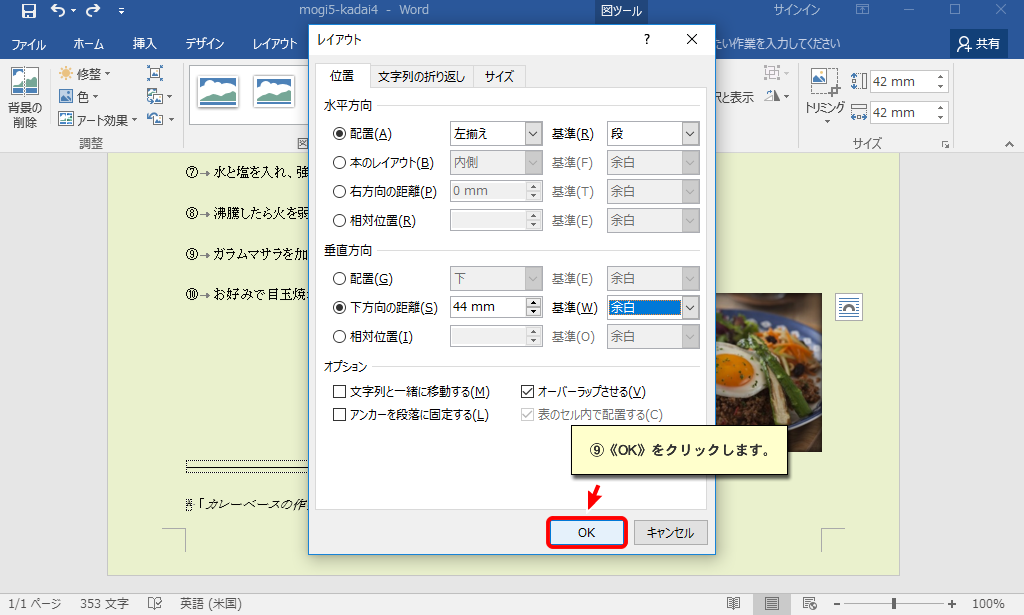 mogi5-kadai4 - Word
図ツール
サインイン
ファイル
ホーム
挿入
デザイン
レイアウト
たい作業を入力してください
共有
背景の
削除
修整
色
アート効果
調整
図
択と表示
トリミング
42 mm
42 mm
サイズ
レイアウト
?
位置
文字列の折り返し
サイズ
水平方向
配置(A) 左揃え 基準(R) 段
本のレイアウト(B) 内側 基準(F) 余白
右方向の距離(P) 0 mm 基準(T) 余白
相対位置(R) 基準(E) 余白
垂直方向
配置(G) 下 基準(E) 余白
下方向の距離(S) 44 mm 基準(W) 余白
相対位置(I) 基準(O) 余白
オプション
文字列と一緒に移動する(M) オーバーラップさせる(V)
アンカーを段落に固定する(L) 表のセル内で配置する(C)
⑨《OK》をクリックします。
OK
キャンセル
⑦→水と塩を入れ、強
⑧→沸騰したら火を弱
⑨→ガラムマサラを加
⑩→お好みで目玉焼
「カレーベースの作
1/1 ページ
353 文字
英語 (米国)
100%